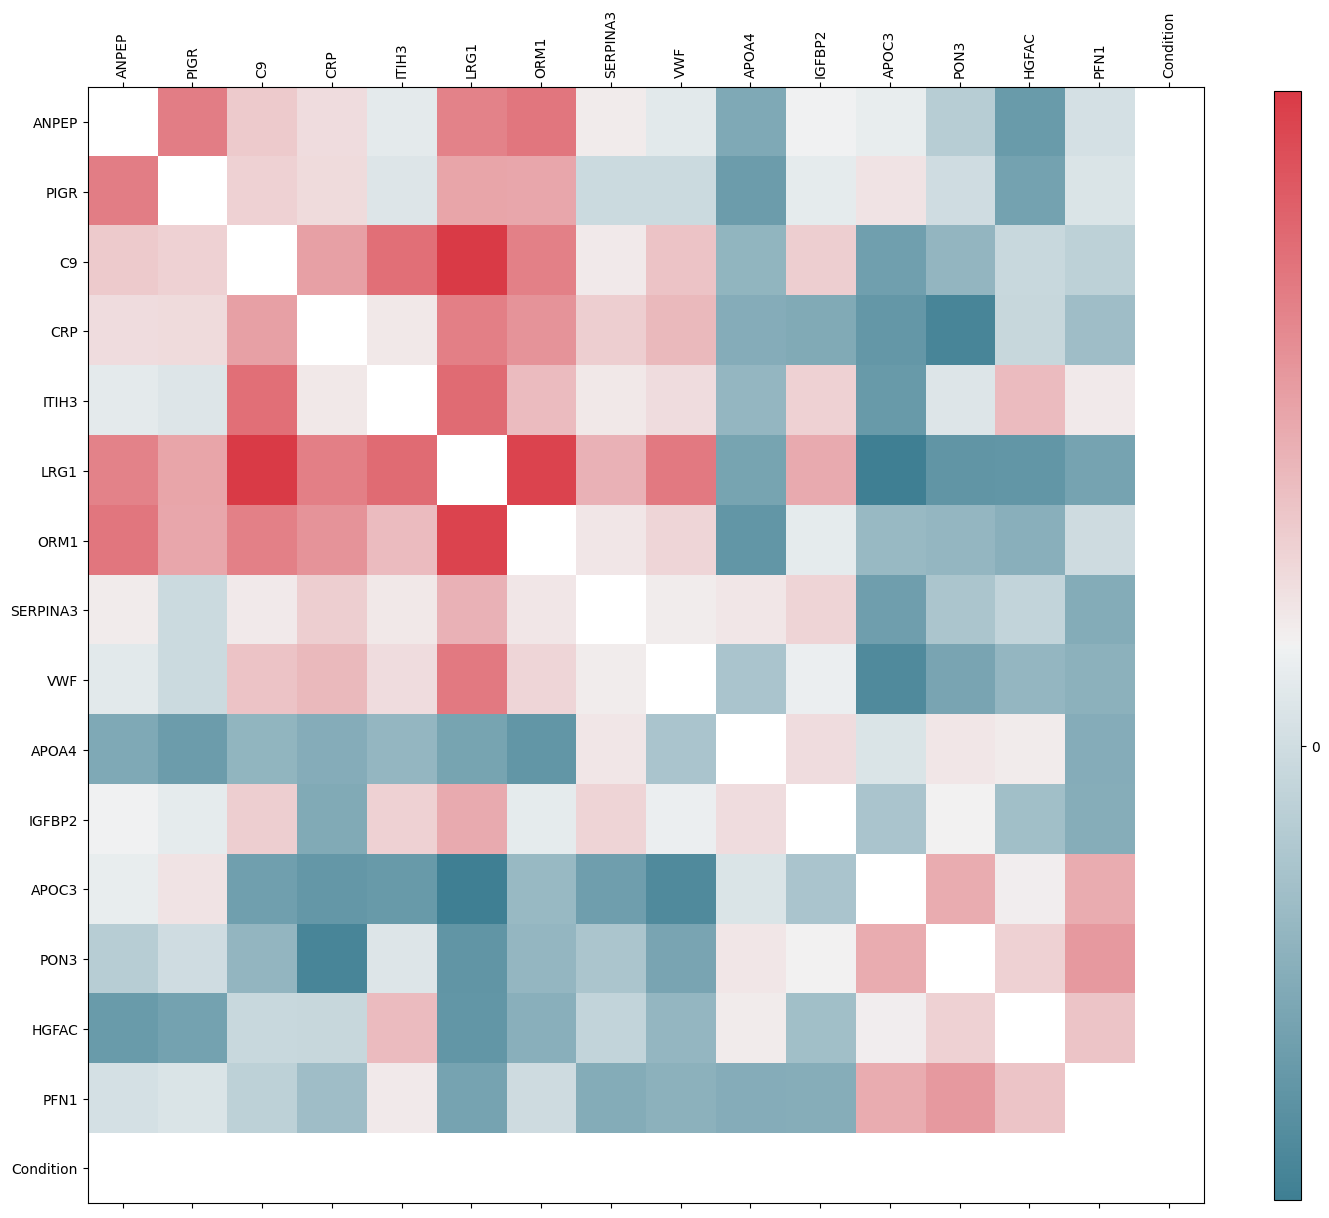 ANPEP
PIGR
C9
CRP
ITIH3
LRG1
ORM1
SERPINA3
VWF
APOA4
IGFBP2
APOC3
PON3
HGFAC
PFN1
Condition
ANPEP
PIGR
C9
CRP
ITIH3
LRG1
ORM1
SERPINA3
VWF
APOA4
IGFBP2
APOC3
PON3
HGFAC
PFN1
Condition
0